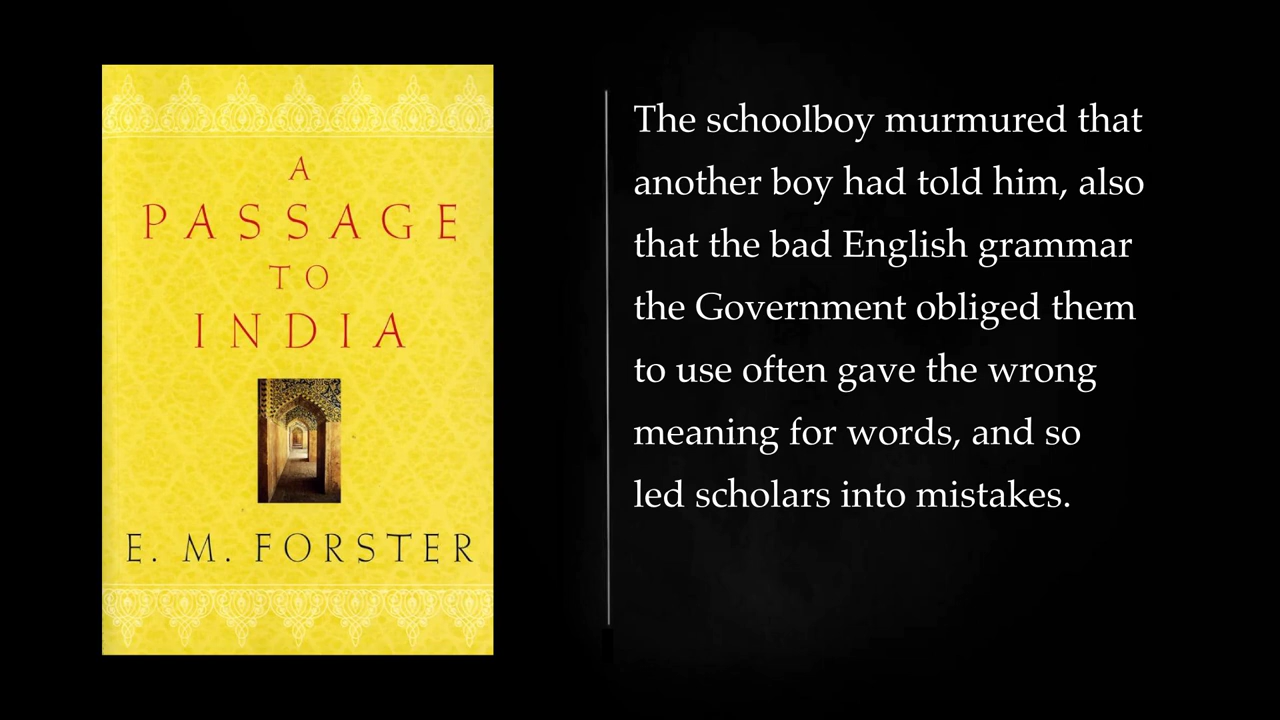 A
PASSAGE
TO
INDIA
E. M. FORSTER
The schoolboy murmured that
another boy had told him, also
that the bad English grammar
the Government obliged them
to use often gave the wrong
meaning for words, and so
led scholars into mistakes.